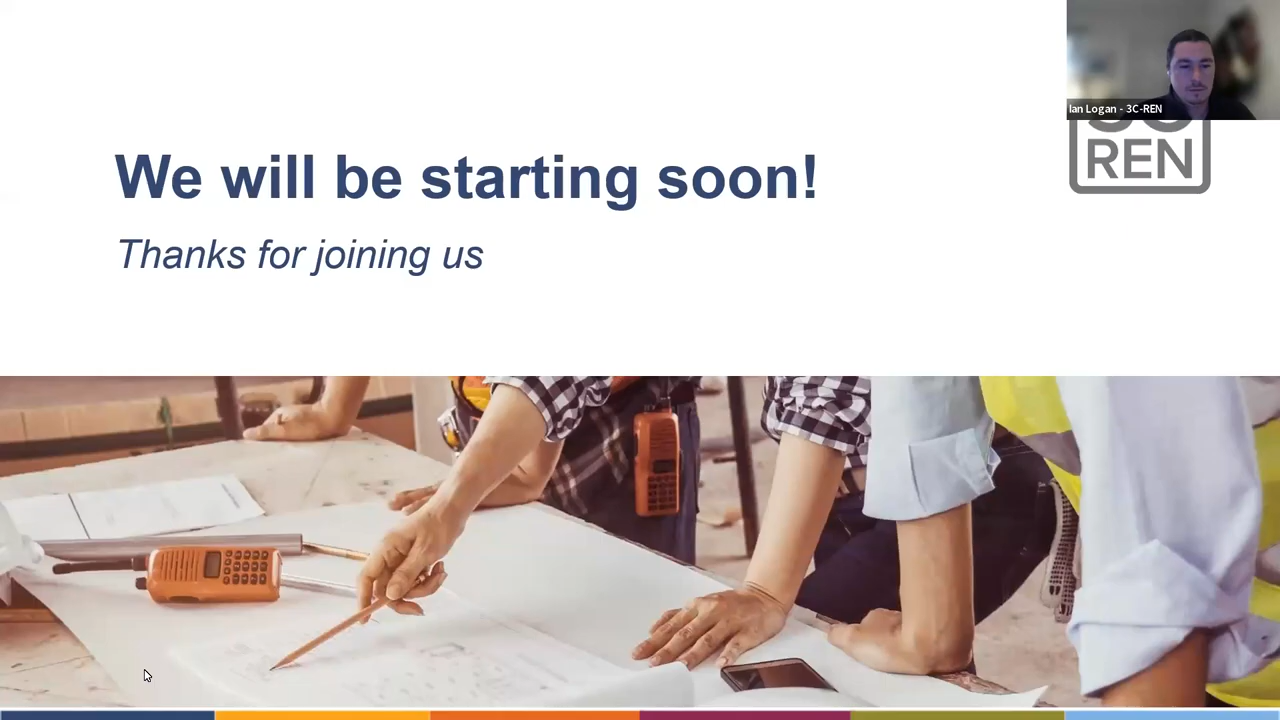 Ian Logan - 3C-REN
We will be starting soon!
REN
Thanks for joining us